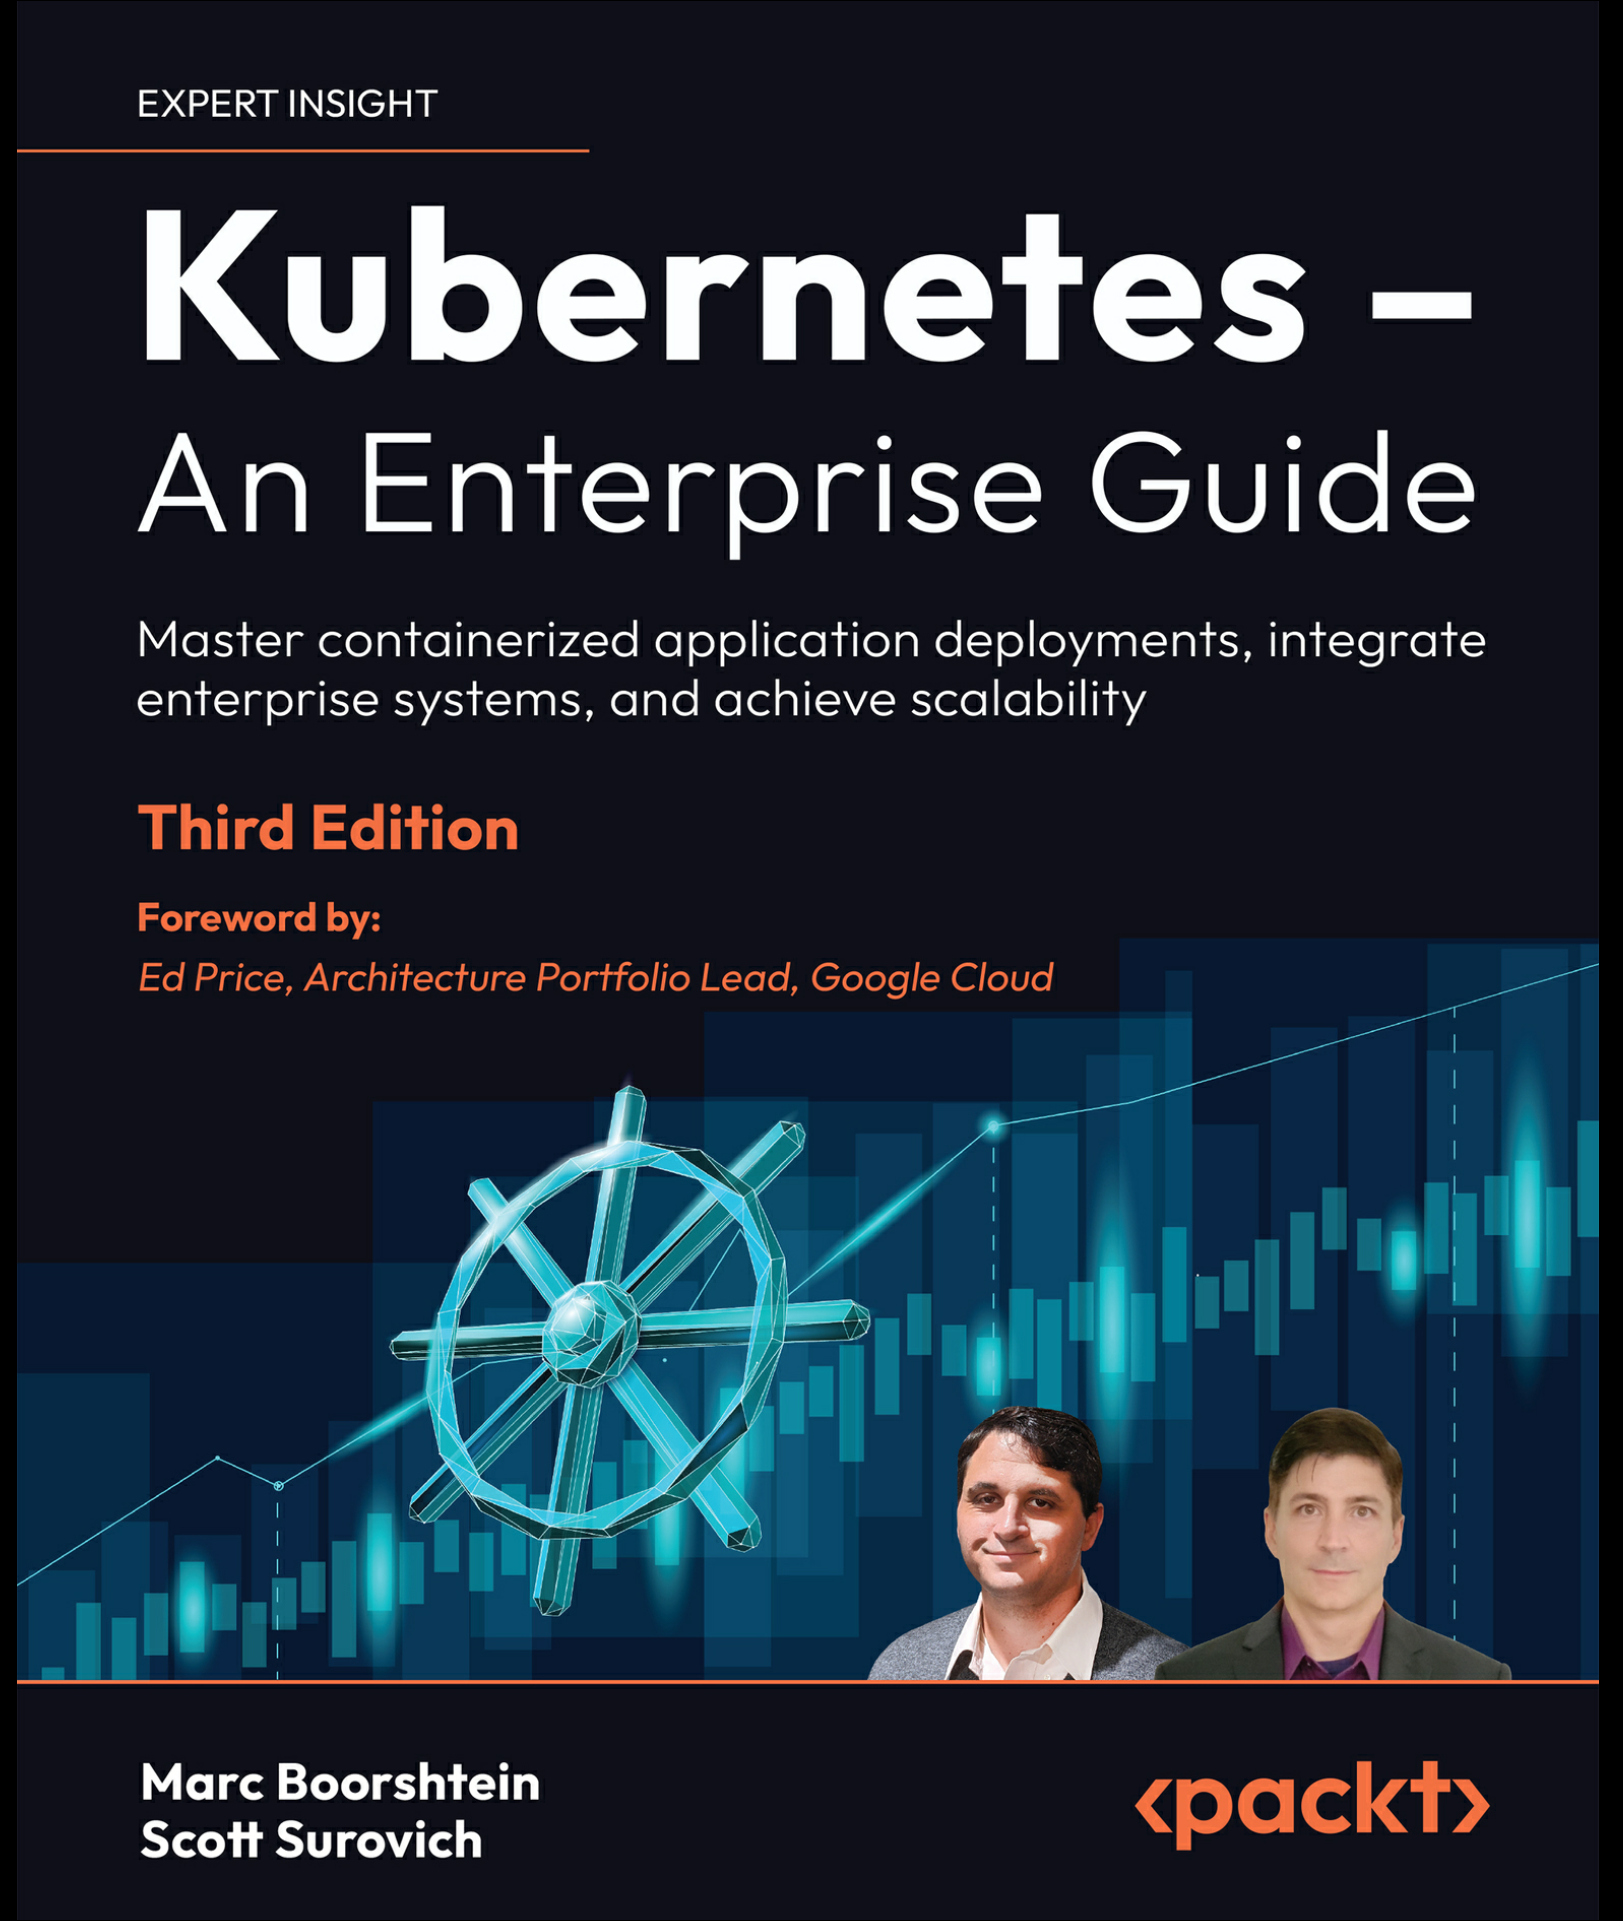 EXPERT INSIGHT
Kubernetes –
An Enterprise Guide
Master containerized application deployments, integrate
enterprise systems, and achieve scalability
Third Edition
Foreword by:
Ed Price, Architecture Portfolio Lead, Google Cloud
Marc Boorshtein
Scott Surovich
<packt>